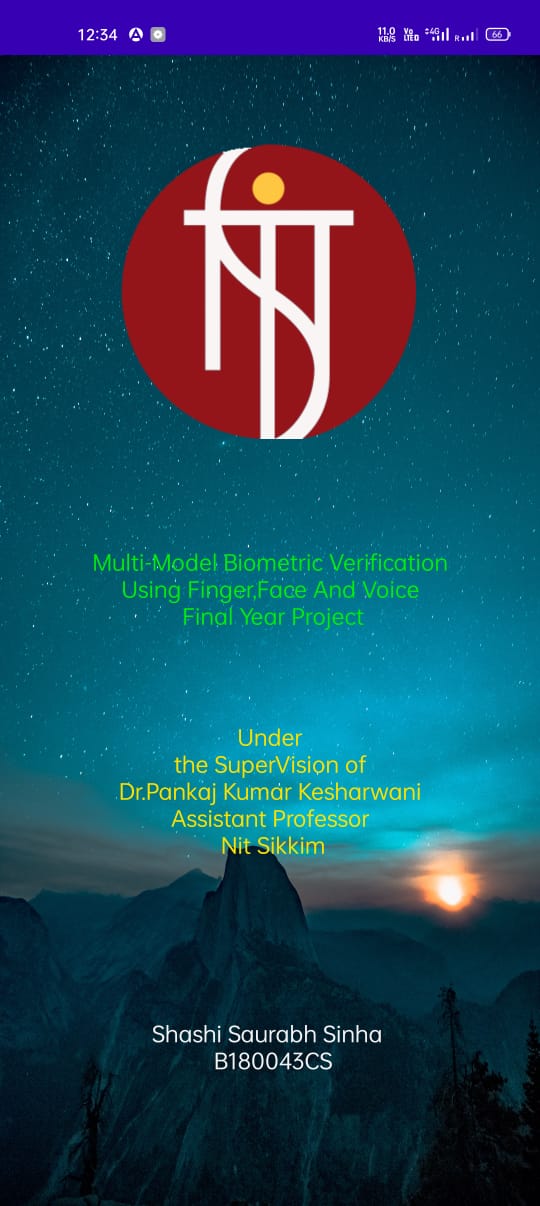 12:34
11.0 KB/S
Vo LTED
4G
R
66
Multi-Model Biometric Verification
Using Finger,Face And Voice
Final Year Project
Under
the SuperVision of
Dr.Pankaj Kumar Kesharwani
Assistant Professor
Nit Sikkim
Shashi Saurabh Sinha
B180043CS